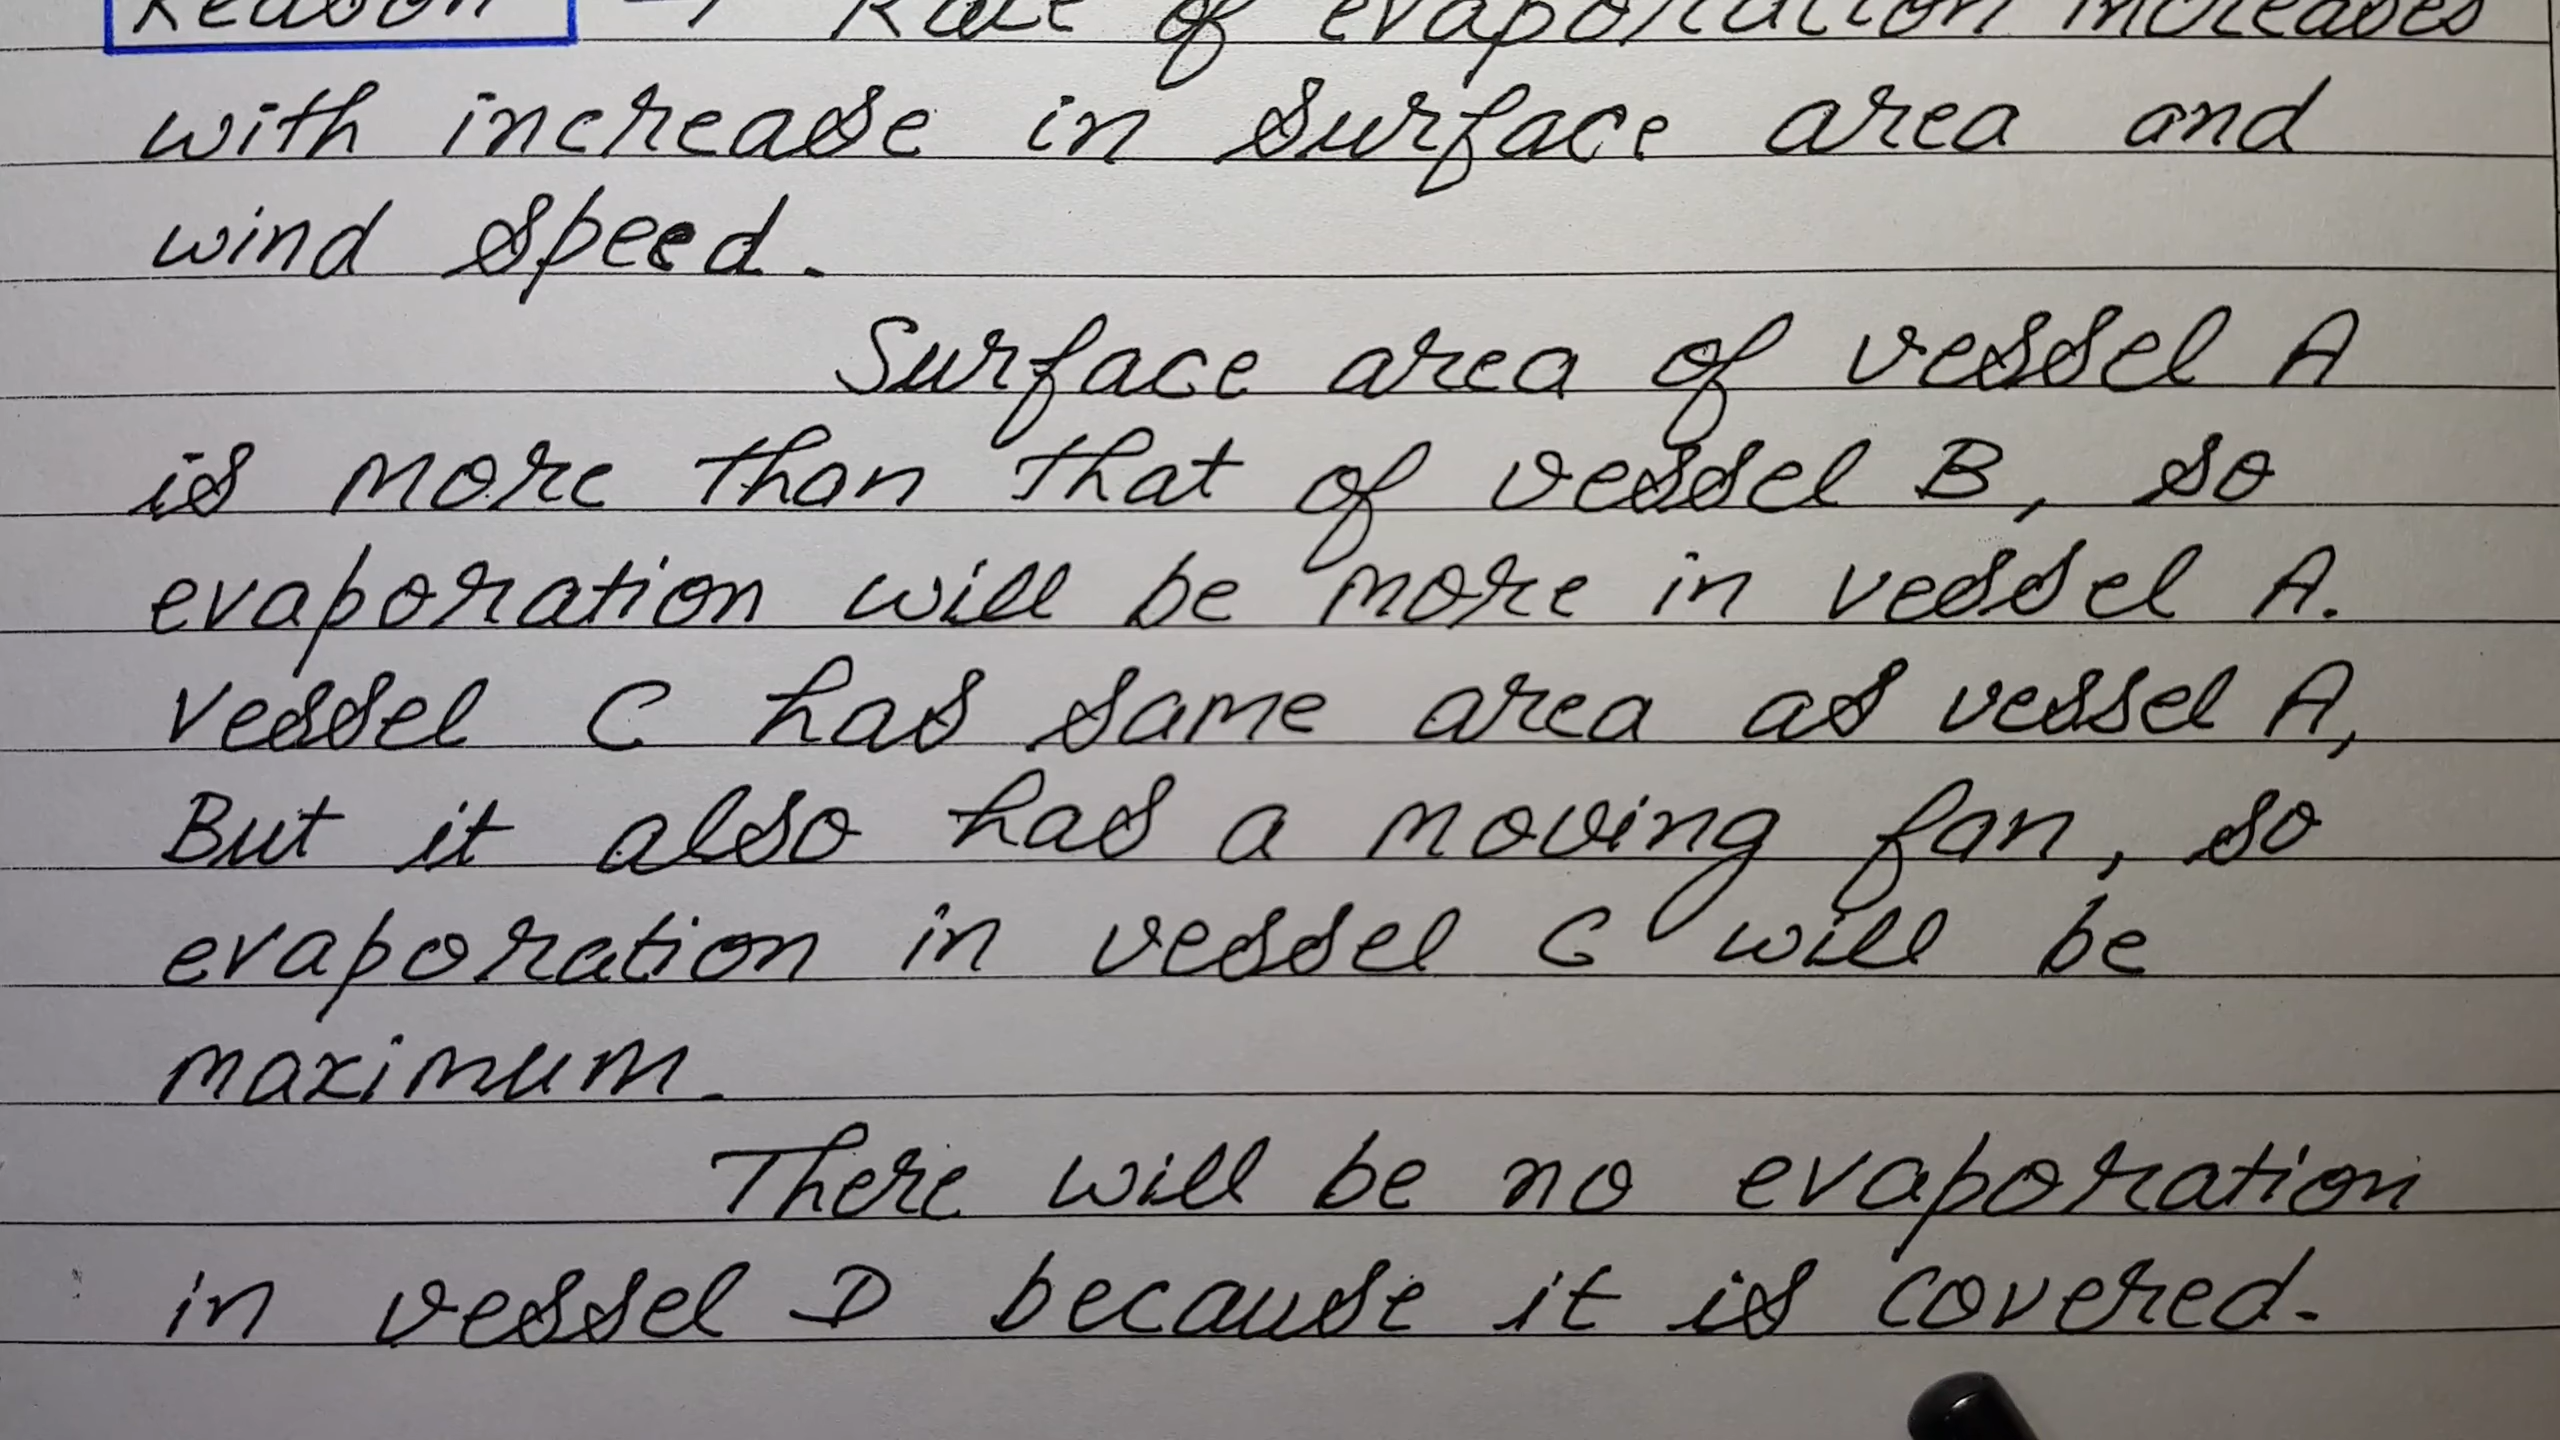 Reason → Rate of evaporation increases
with increase in surface area and
wind speed.
Surface area of vessel A
is more than that of vessel B, so
evaporation will be more in vessel A.
Vessel C has same area as vessel A,
But it also has a moving fan, so
evaporation in vessel C will be
maximum.
There will be no evaporation
in vessel D because it is covered.